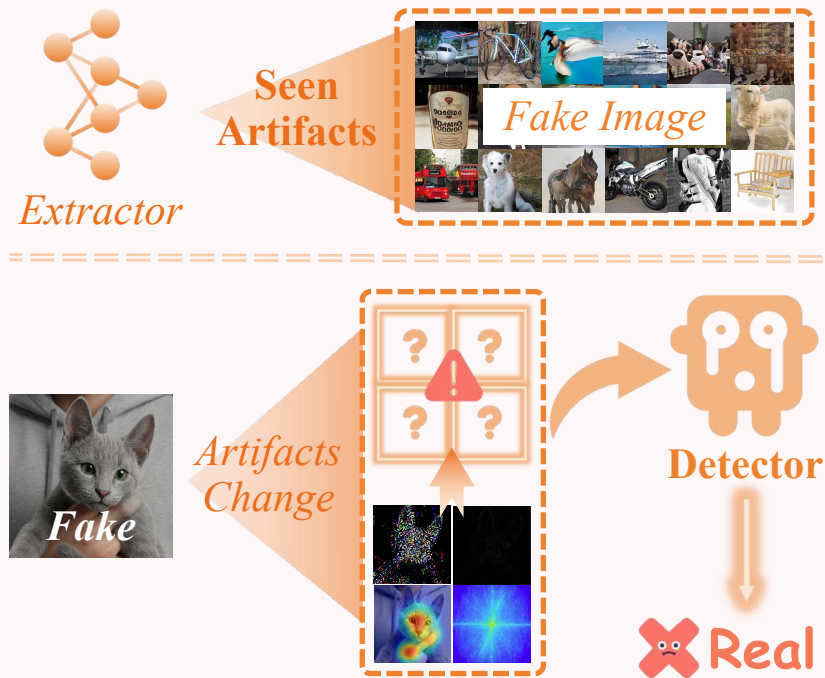 Seen
Artifacts
Fake Image
Extractor
? ?
!
? ?
Artifacts
Change
Fake
Detector
Real